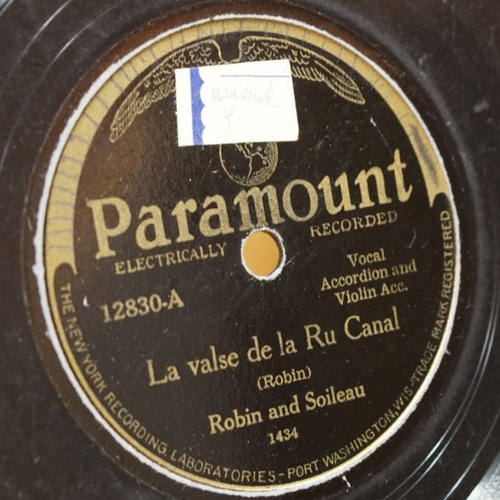 Paramount
ELECTRICALLY RECORDED
12830-A
Vocal
Accordion and
Violin Acc.
La valse de la Ru Canal
(Robin)
Robin and Soileau
1434
THE NEW YORK RECORDING LABORATORIES - PORT WASHINGTON, WIS - TRADE MARK REGISTERED